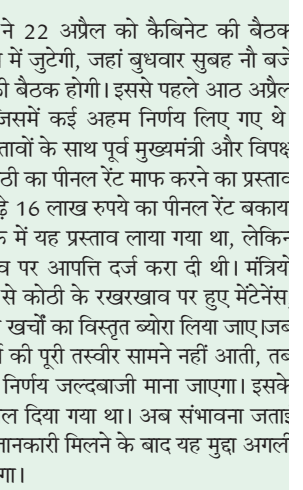 ने 22 अप्रैल को कैबिनेट की बैठक
में जुटेगी, जहां बुधवार सुबह नौ बजे
बैठक होगी। इससे पहले आठ अप्रैल
जिसमें कई अहम निर्णय लिए गए थे
के साथ पूर्व मुख्यमंत्री और विपक्ष
का पीनल रेंट माफ करने का प्रस्ताव
16 लाख रुपये का पीनल रेंट बकाया
में यह प्रस्ताव लाया गया था, लेकिन
पर आपत्ति दर्ज करा दी थी। मंत्रियों
से कोठी के रखरखाव पर हुए मेंटेनेंस,
खर्चों का विस्तृत ब्योरा लिया जाए।जब
की पूरी तस्वीर सामने नहीं आती, तब
निर्णय जल्दबाजी माना जाएगा। इसके
दिया गया था। अब संभावना जताई
जानकारी मिलने के बाद यह मुद्दा अगली